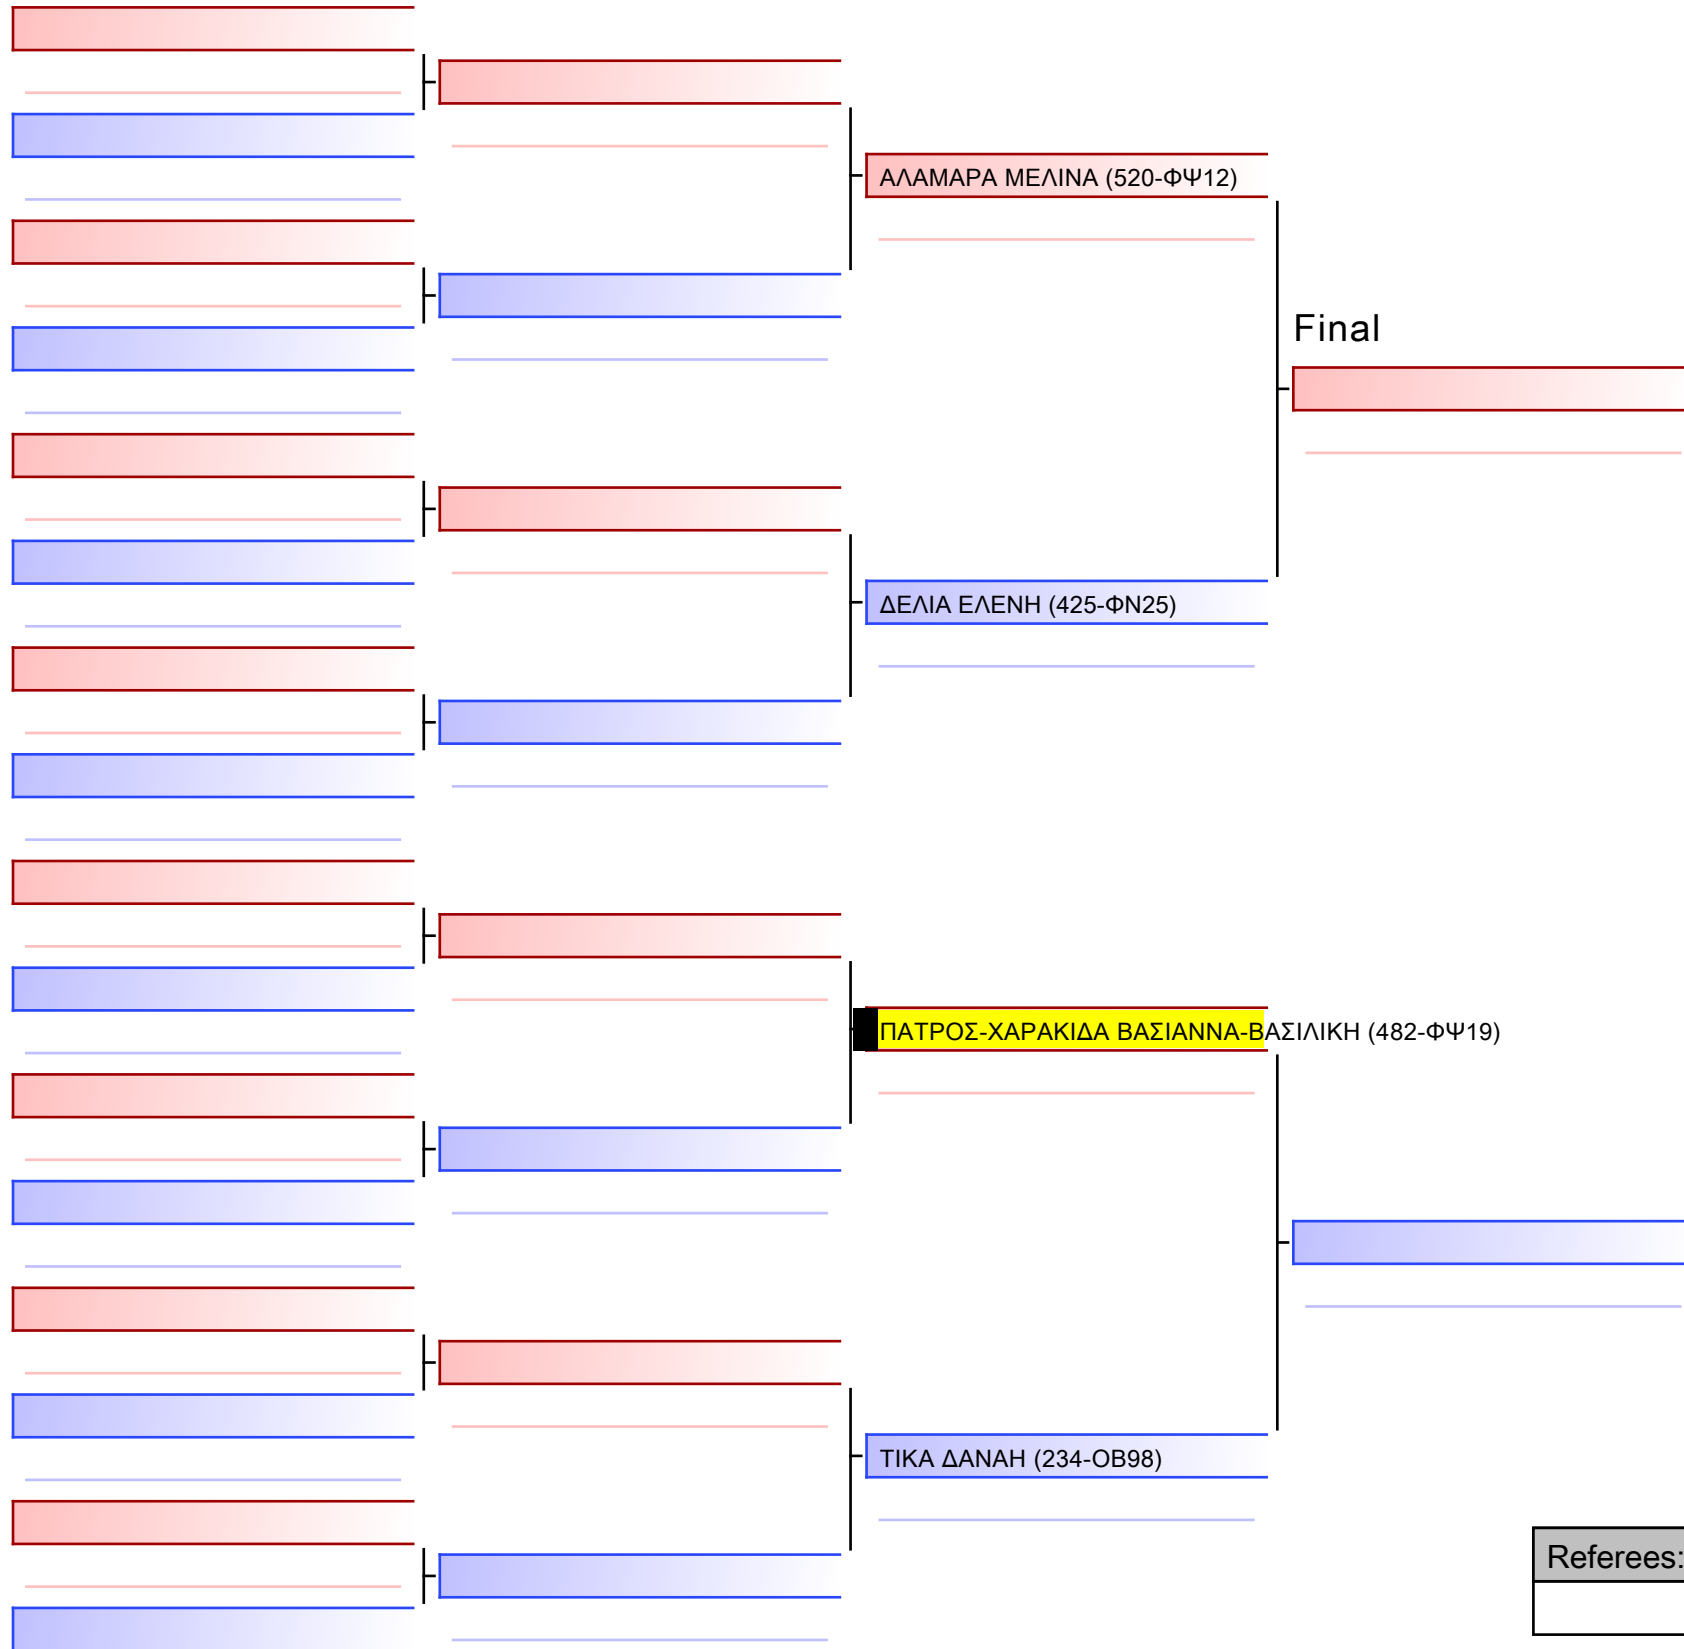 ΑΛΑΜΑΡΑ ΜΕΛΙΝΑ (520-ΦΨ12)
Final
ΔΕΛΙΑ ΕΛΕΝΗ (425-ΦΝ25)
ΠΑΤΡΟΣ-ΧΑΡΑΚΙΔΑ ΒΑΣΙΑΝΝΑ-ΒΑΣΙΛΙΚΗ (482-ΦΨ19)
ΤΙΚΑ ΔΑΝΑΗ (234-ΟΒ98)
Referees: